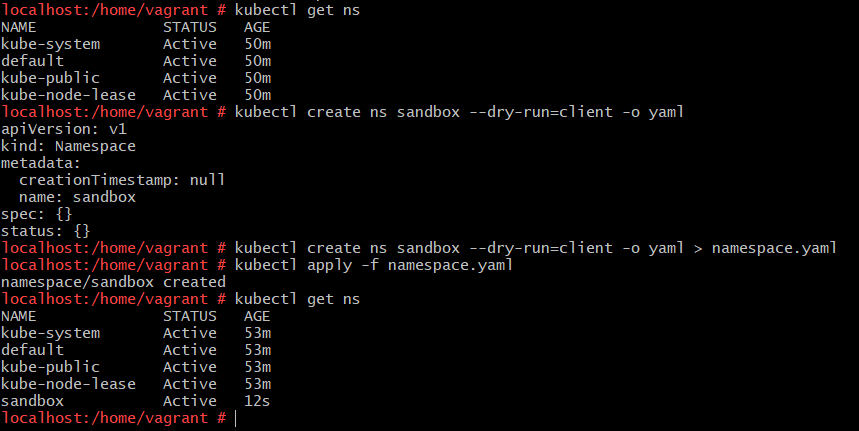 localhost:/home/vagrant # kubectl get ns
NAME              STATUS   AGE
kube-system       Active   50m
default           Active   50m
kube-public       Active   50m
kube-node-lease   Active   50m
localhost:/home/vagrant # kubectl create ns sandbox --dry-run=client -o yaml
apiVersion: v1
kind: Namespace
metadata:
  creationTimestamp: null
  name: sandbox
spec: {}
status: {}
localhost:/home/vagrant # kubectl create ns sandbox --dry-run=client -o yaml > namespace.yaml
localhost:/home/vagrant # kubectl apply -f namespace.yaml
namespace/sandbox created
localhost:/home/vagrant # kubectl get ns
NAME              STATUS   AGE
kube-system       Active   53m
default           Active   53m
kube-public       Active   53m
kube-node-lease   Active   53m
sandbox           Active   12s
localhost:/home/vagrant #